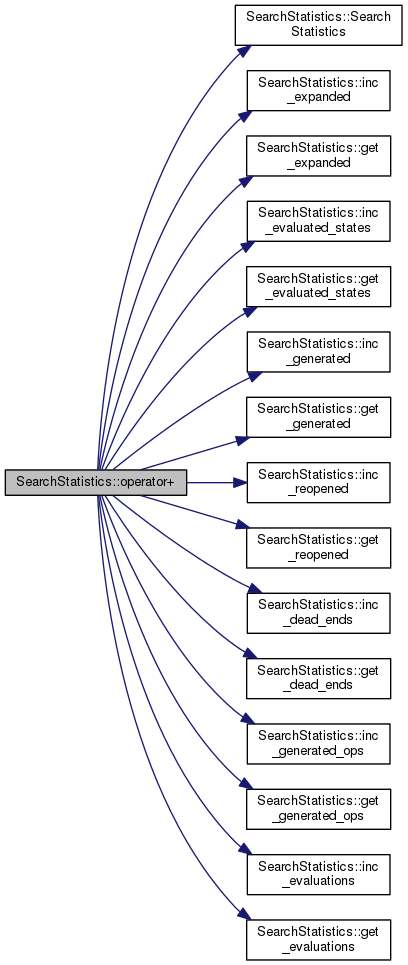 SearchStatistics::Search
Statistics
SearchStatistics::inc
_expanded
SearchStatistics::get
_expanded
SearchStatistics::inc
_evaluated_states
SearchStatistics::get
_evaluated_states
SearchStatistics::inc
_generated
SearchStatistics::get
_generated
SearchStatistics::operator+
SearchStatistics::inc
_reopened
SearchStatistics::get
_reopened
SearchStatistics::inc
_dead_ends
SearchStatistics::get
_dead_ends
SearchStatistics::inc
_generated_ops
SearchStatistics::get
_generated_ops
SearchStatistics::inc
_evaluations
SearchStatistics::get
_evaluations